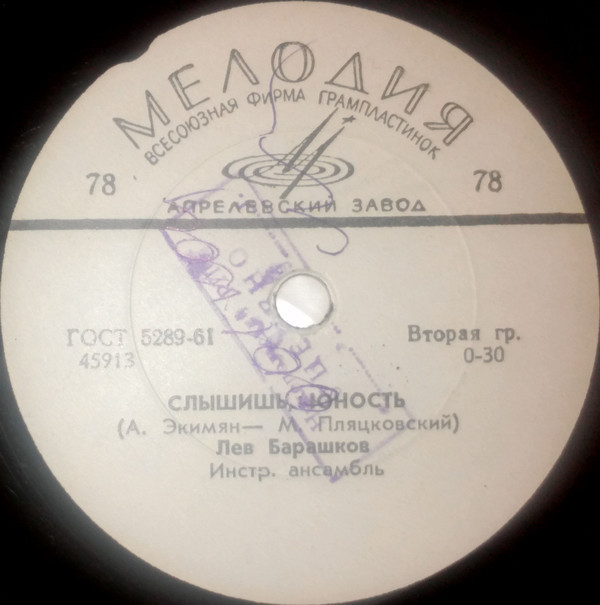 МЕЛОДИЯ
ВСЕСОЮЗНАЯ ФИРМА ГРАМПЛАСТИНОК
78 78
АПРЕЛЕВСКИЙ ЗАВОД
ГОСТ 5289-61 Вторая гр.
45913 0-30
СЛЫШИШЬ, ЮНОСТЬ
(А. Экимян— М. Пляцковский)
Лев Барашков
Инстр. ансамбль